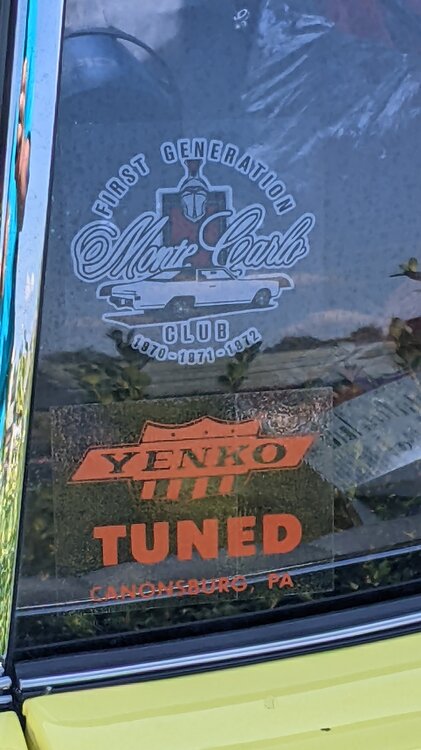 FIRST GENERATION
Monte Carlo
CLUB
1970-1971-1972
YENKO
TUNED
CANONSBURG, PA